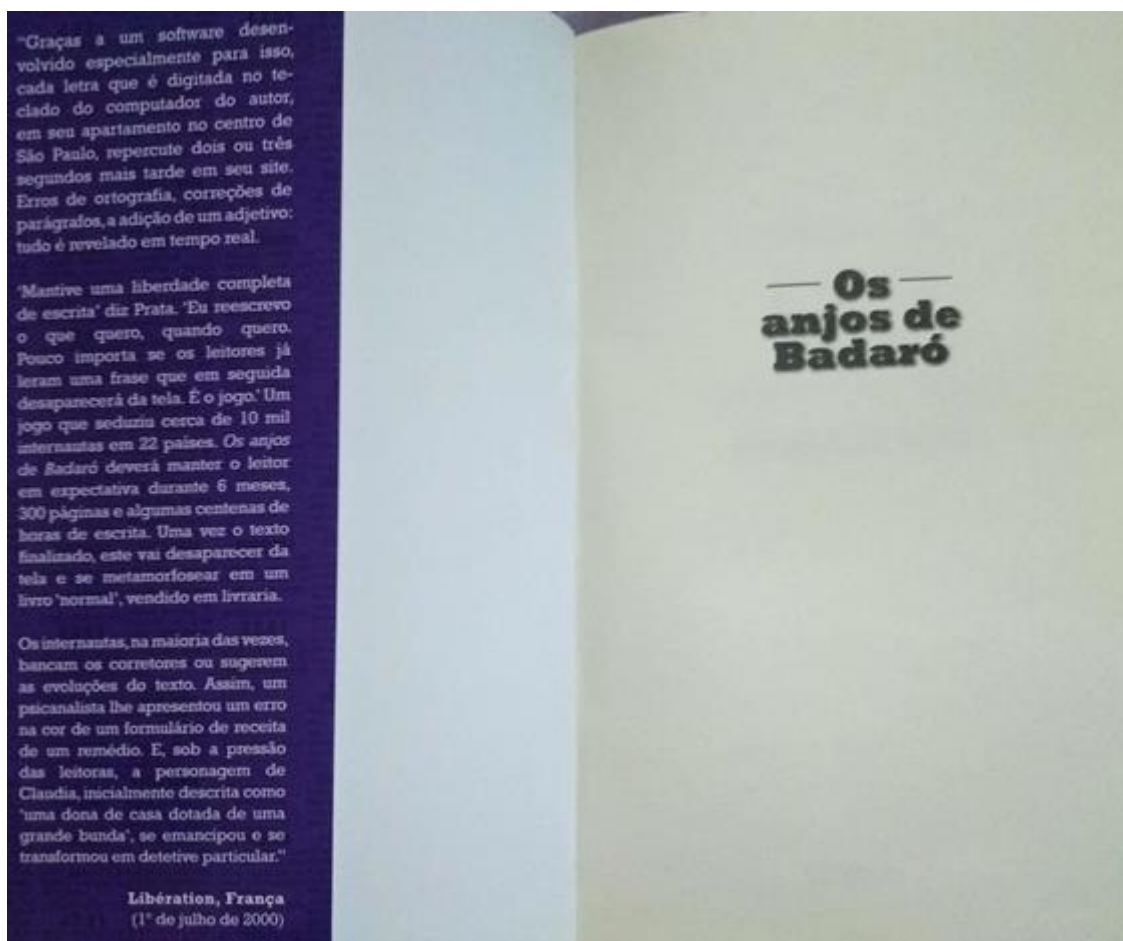 "Graças a um software desen-
volvido especialmente para isso,
cada letra que é digitada no te-
clado do computador do autor,
em seu apartamento no centro de
São Paulo, repercute dois ou três
segundos mais tarde em seu site.
Erros de ortografia, correções de
parágrafos, a adição de um adjetivo:
tudo é revelado em tempo real.
'Mantive uma liberdade completa
de escrita' diz Prata. 'Eu reescrevo
o que quero, quando quero.
Pouco importa se os leitores já
leram uma frase que em seguida
desaparecerá da tela. É o jogo.' Um
jogo que seduziu cerca de 10 mil
internautas em 22 países. Os anjos
de Badaró deverá manter o leitor
em expectativa durante 6 meses,
300 páginas e algumas centenas de
horas de escrita. Uma vez o texto
finalizado, este vai desaparecer da
tela e se metamorfosear em um
livro 'normal', vendido em livraria.
Os internautas, na maioria das vezes,
bancam os corretores ou sugerem
as evoluções do texto. Assim, um
psicanalista lhe apresentou um erro
na cor de um formulário de receita
de um remédio. E, sob a pressão
das leitoras, a personagem de
Claudia, inicialmente descrita como
'uma dona de casa dotada de uma
grande bunda', se emancipou e se
transformou em detetive particular."
Libération, França
(1º de julho de 2000)
Os
anjos de
Badaró